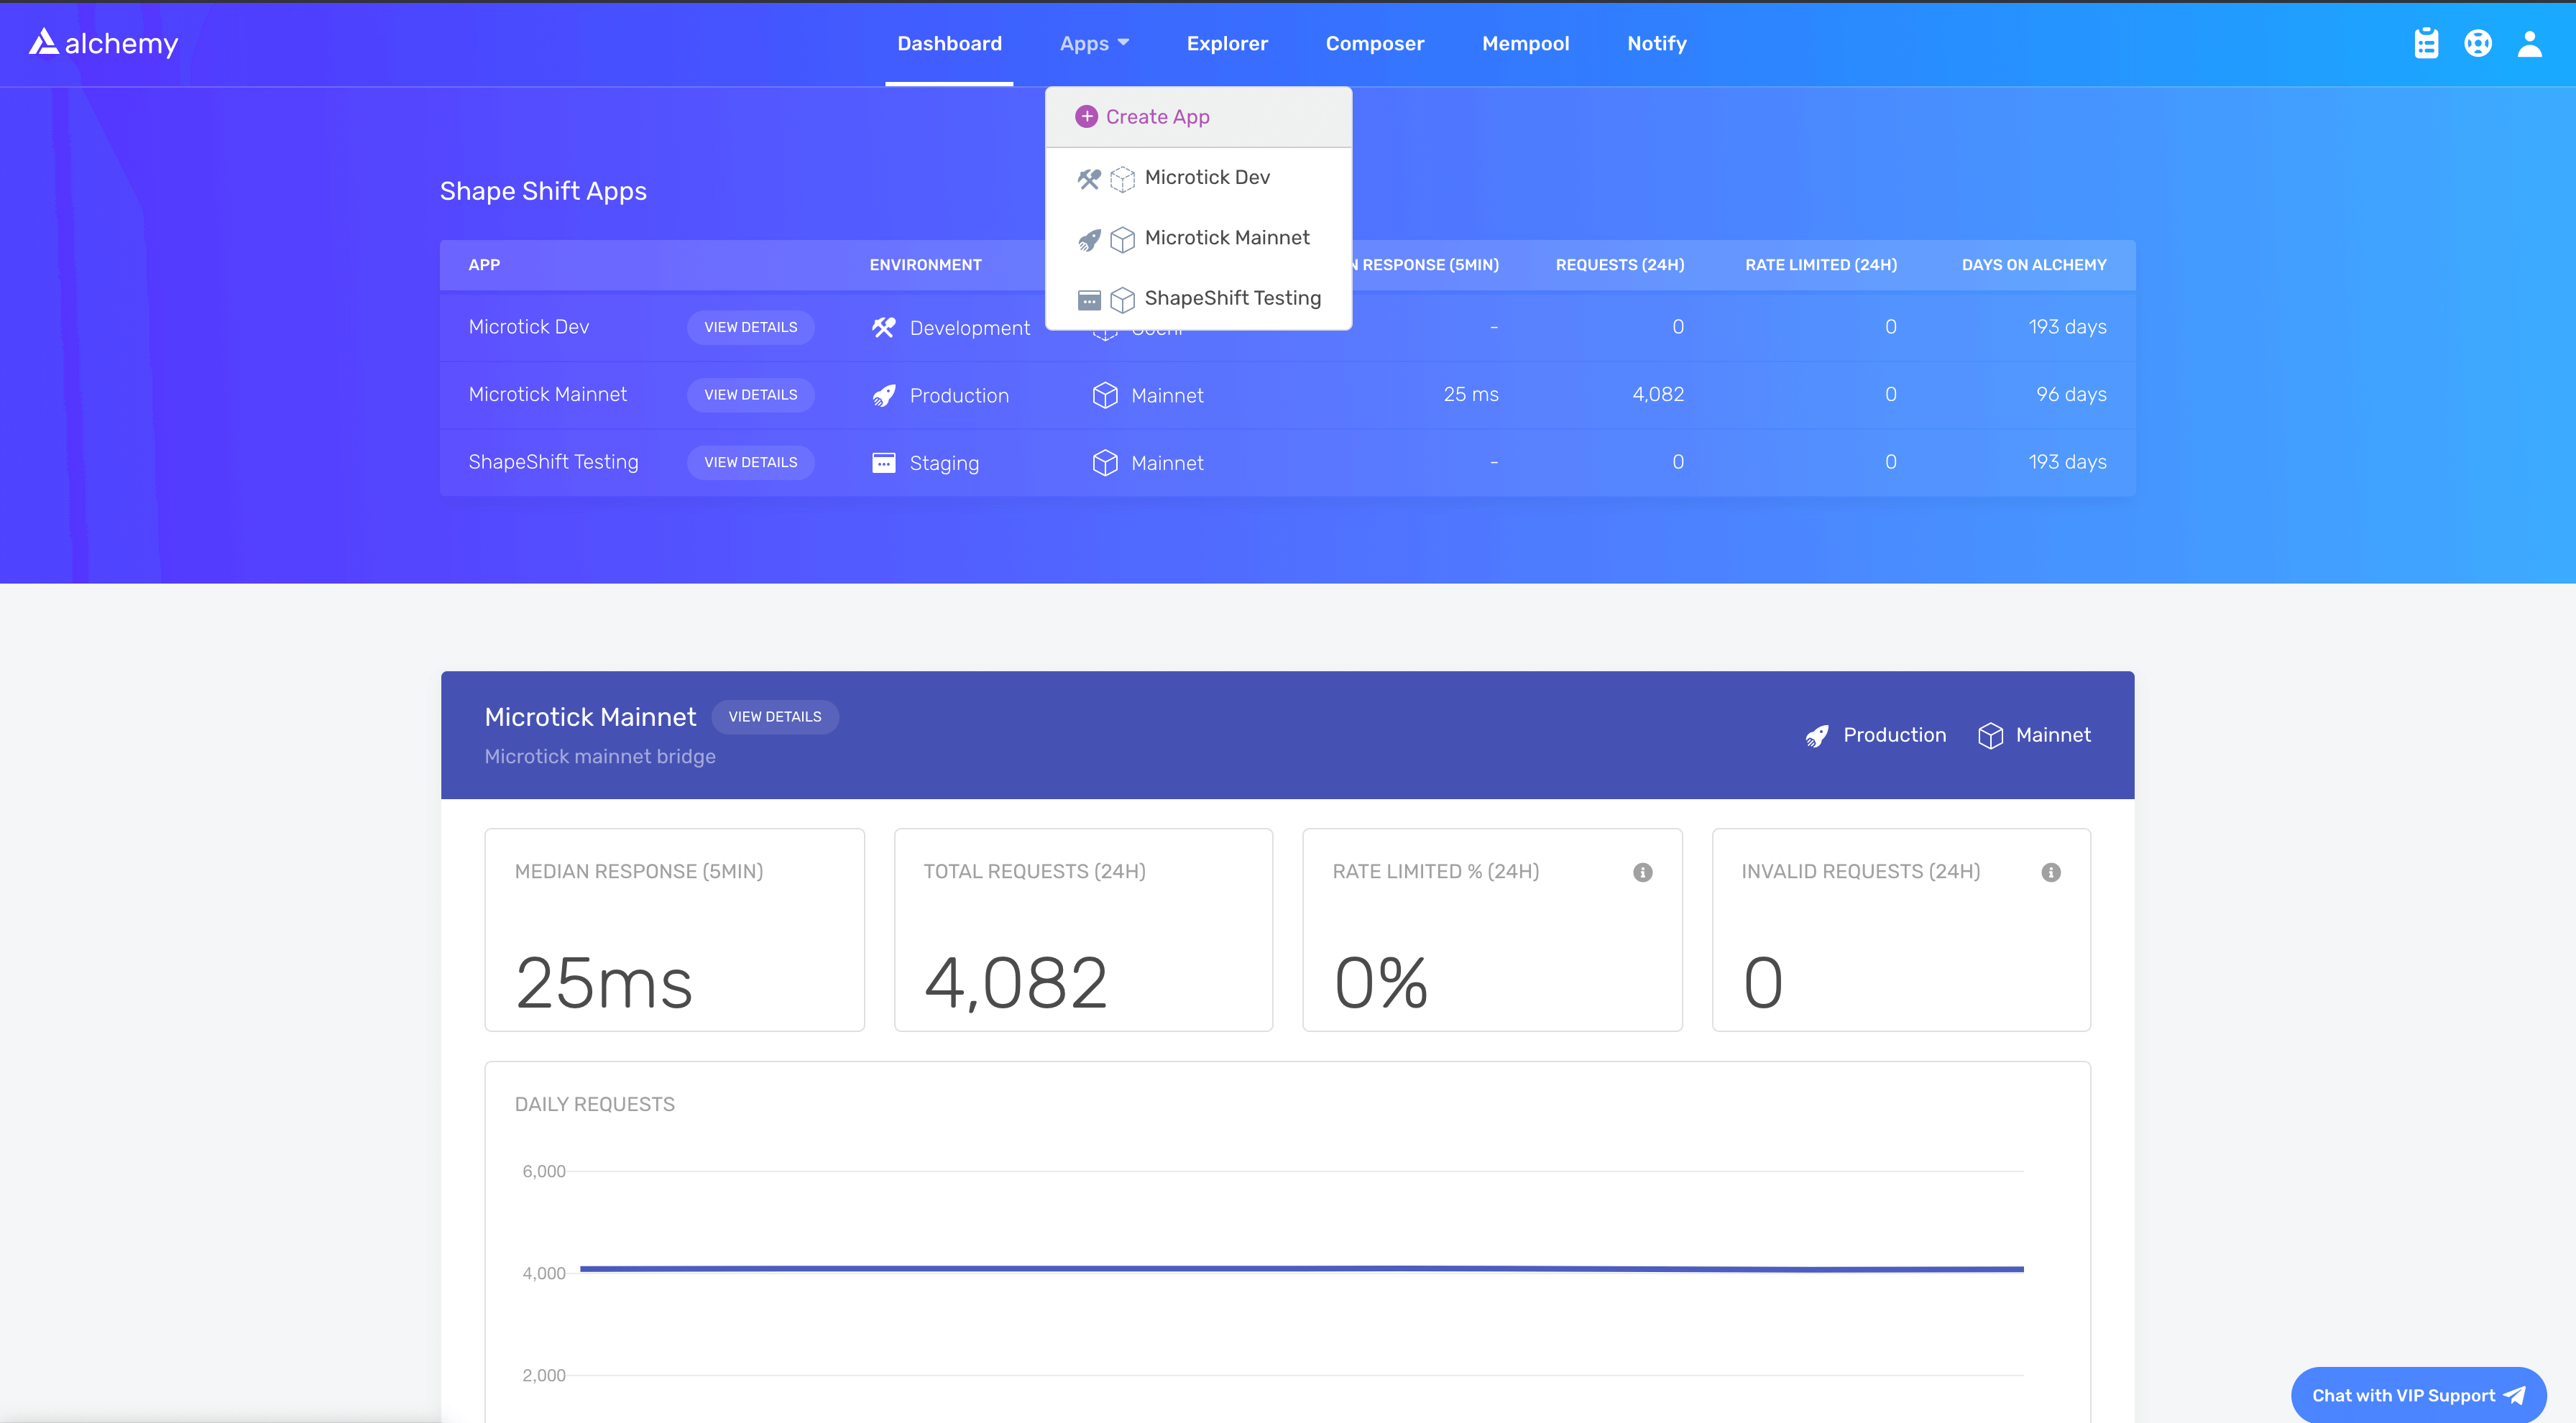 alchemy
Dashboard Apps Explorer Composer Mempool Notify
Create App
Microtick Dev
Microtick Mainnet
ShapeShift Testing
Shape Shift Apps
APP ENVIRONMENT RESPONSE (5MIN) REQUESTS (24H) RATE LIMITED (24H) DAYS ON ALCHEMY
Microtick Dev VIEW DETAILS Development - 0 0 193 days
Microtick Mainnet VIEW DETAILS Production Mainnet 25 ms 4,082 0 96 days
ShapeShift Testing VIEW DETAILS Staging Mainnet - 0 0 193 days
Microtick Mainnet VIEW DETAILS
Microtick mainnet bridge
Production Mainnet
MEDIAN RESPONSE (5MIN) TOTAL REQUESTS (24H) RATE LIMITED % (24H) INVALID REQUESTS (24H)
25ms 4,082 0% 0
DAILY REQUESTS
6,000
4,000
2,000
Chat with VIP Support